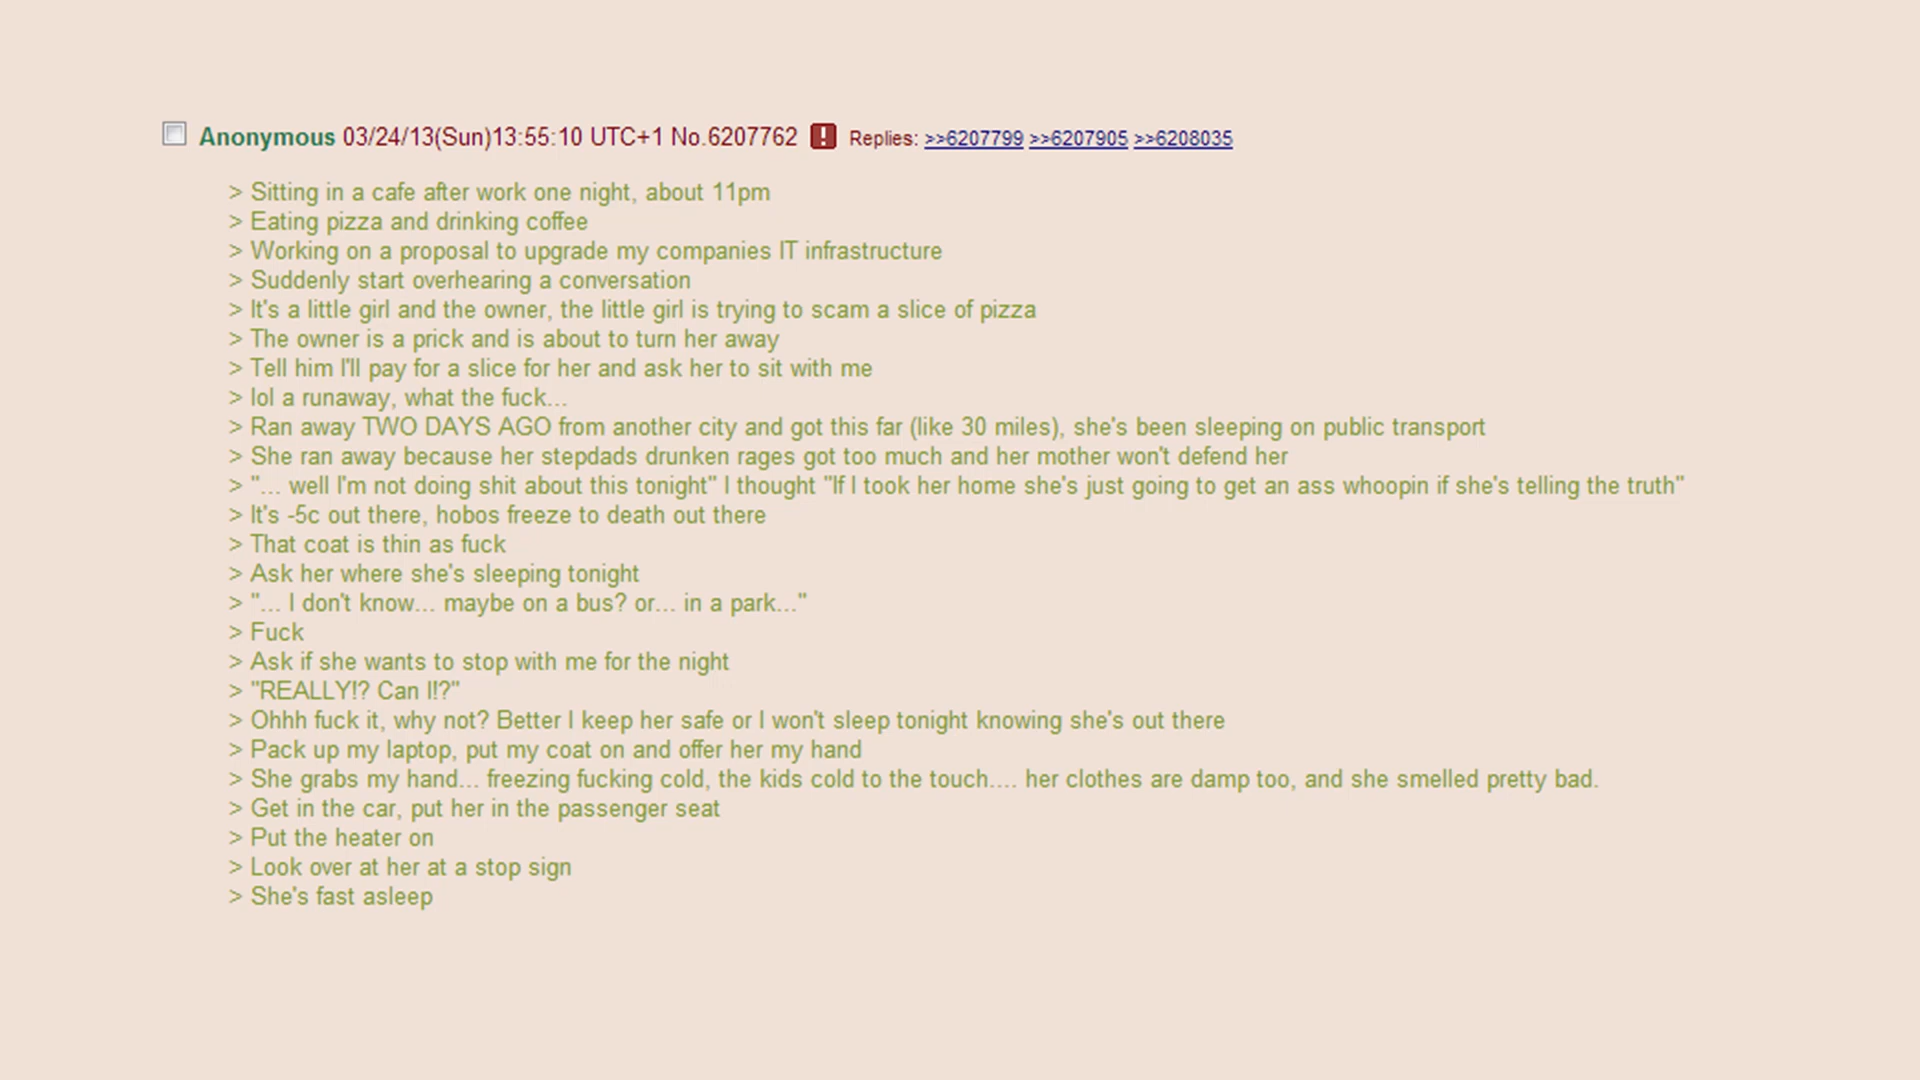 Anonymous 03/24/13(Sun)13:55:10 UTC+1 No.6207762 ! Replies: >>6207799 >>6207905 >>6208035
> Sitting in a cafe after work one night, about 11pm
> Eating pizza and drinking coffee
> Working on a proposal to upgrade my companies IT infrastructure
> Suddenly start overhearing a conversation
> It's a little girl and the owner, the little girl is trying to scam a slice of pizza
> The owner is a prick and is about to turn her away
> Tell him I'll pay for a slice for her and ask her to sit with me
> lol a runaway, what the fuck...
> Ran away TWO DAYS AGO from another city and got this far (like 30 miles), she's been sleeping on public transport
> She ran away because her stepdads drunken rages got too much and her mother won't defend her
> "... well I'm not doing shit about this tonight" I thought "If I took her home she's just going to get an ass whoopin if she's telling the truth"
> It's -5c out there, hobos freeze to death out there
> That coat is thin as fuck
> Ask her where she's sleeping tonight
> "... I don't know... maybe on a bus? or... in a park..."
> Fuck
> Ask if she wants to stop with me for the night
> "REALLY!? Can I!?"
> Ohhh fuck it, why not? Better I keep her safe or I won't sleep tonight knowing she's out there
> Pack up my laptop, put my coat on and offer her my hand
> She grabs my hand... freezing fucking cold, the kids cold to the touch.... her clothes are damp too, and she smelled pretty bad.
> Get in the car, put her in the passenger seat
> Put the heater on
> Look over at her at a stop sign
> She's fast asleep